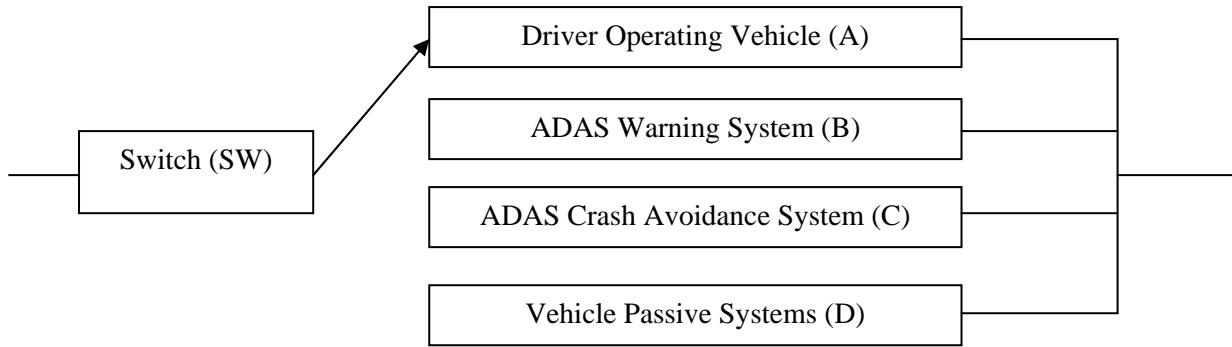 Driver Operating Vehicle (A)
ADAS Warning System (B)
Switch (SW)
ADAS Crash Avoidance System (C)
Vehicle Passive Systems (D)